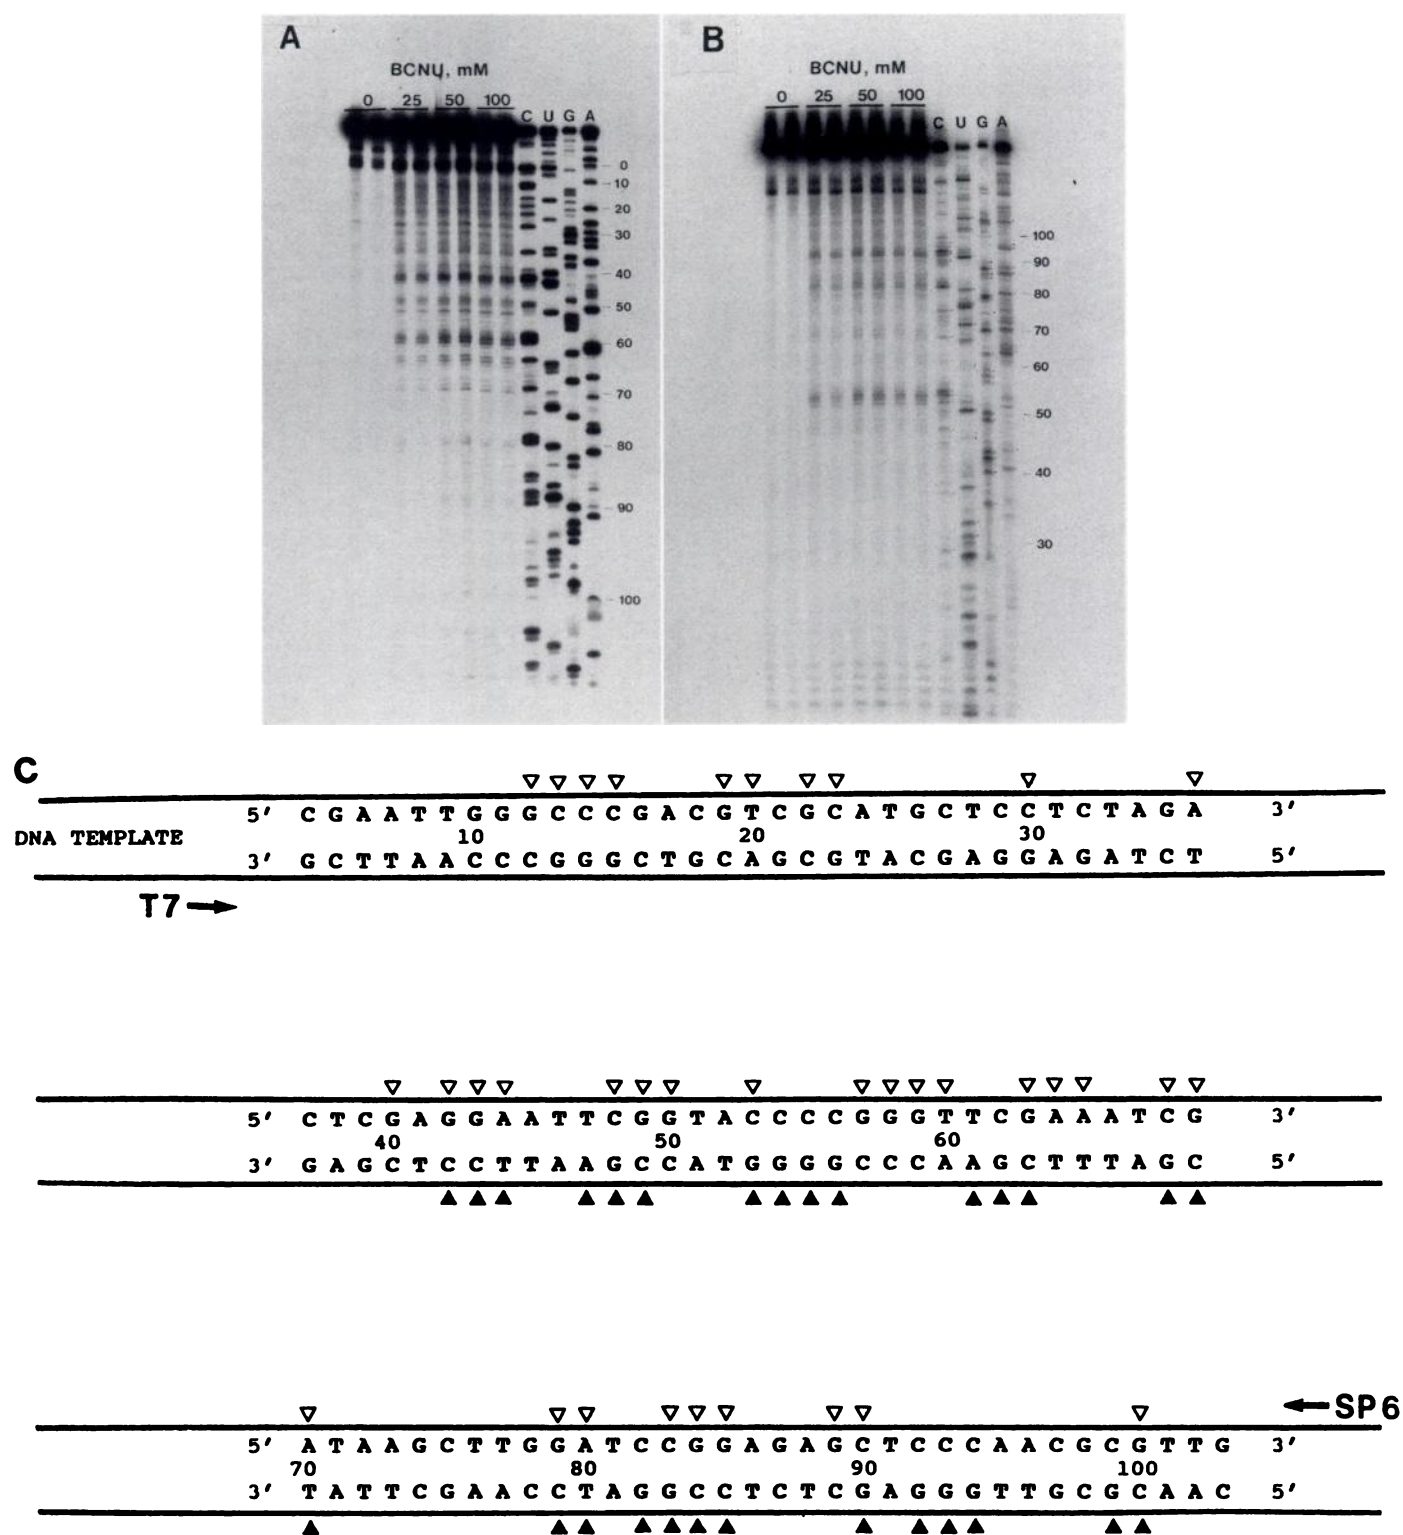 A
BCNU, mM
0 25 50 100
C U G A
0
10
20
30
40
50
60
70
80
90
100
B
BCNU, mM
0 25 50 100
C U G A
100
90
80
70
60
50
40
30
C
5′ C G A A T T G G G C C C G A C G T C G C A T G C T C C T C T A G A 3′
DNA TEMPLATE 10 20 30
3′ G C T T A A C C C G G G C T G C A G C G T A C G A G G A G A T C T 5′
T7
5′ C T C G A G G A A T T C G G T A C C C C G G G T T C G A A A T C G 3′
40 50 60
3′ G A G C T C C T T A A G C C A T G G G G C C C A A G C T T T A G C 5′
SP6
5′ A T A A G C T T G G A T C C G G A G A G C T C C C A A C G C G T T G 3′
70 80 90 100
3′ T A T T C G A A C C T A G G C C T C T C G A G G G T T G C G C A A C 5′